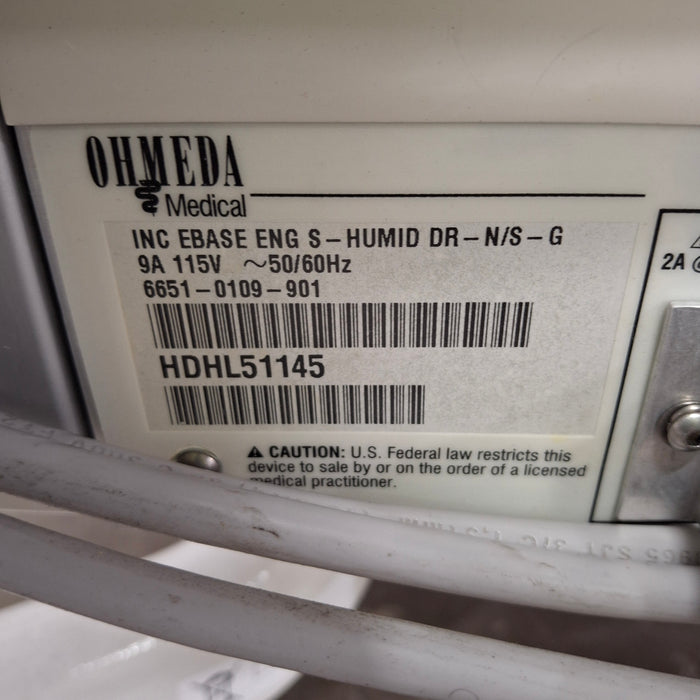 OHMEDA
Medical
INC EBASE ENG S-HUMID DR-N/S-G
9A 115V ~50/60Hz
6651-0109-901
HDHL51145
2A
⚠ CAUTION: U.S. Federal law restricts this
device to sale by or on the order of a licensed
medical practitioner.